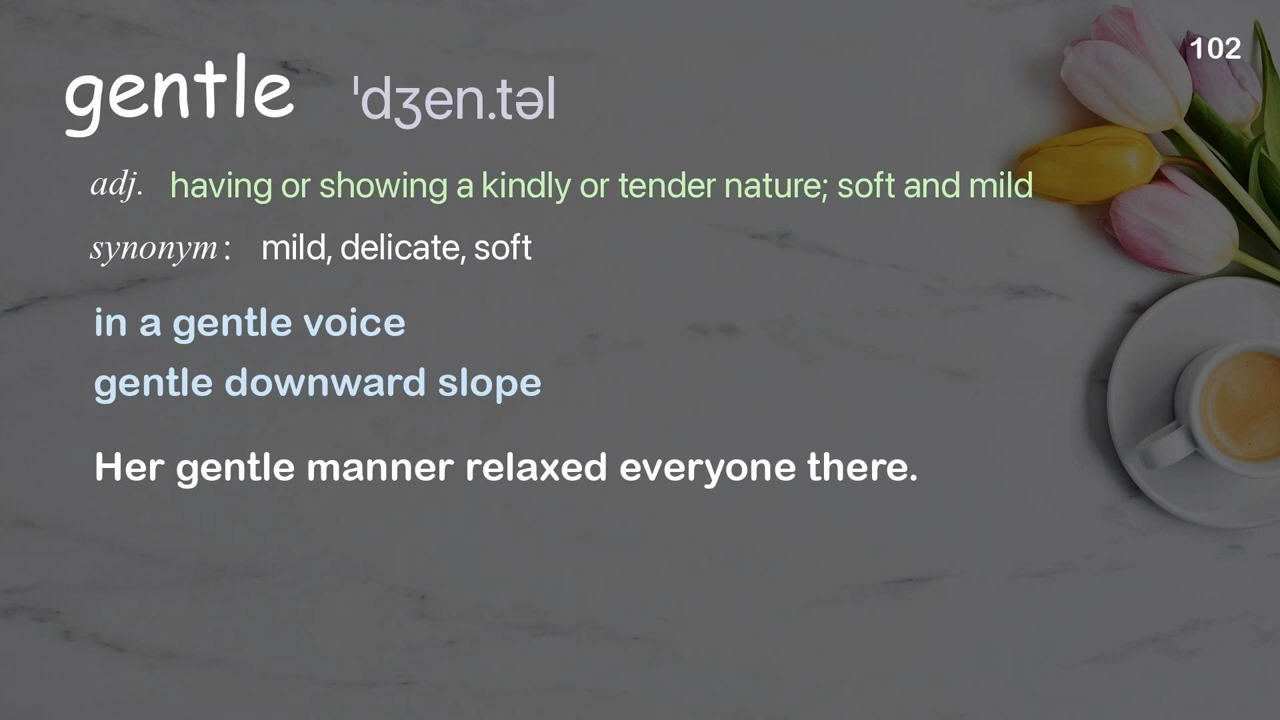 102
gentle ˈdʒen.təl
adj. having or showing a kindly or tender nature; soft and mild
synonym: mild, delicate, soft
in a gentle voice
gentle downward slope
Her gentle manner relaxed everyone there.